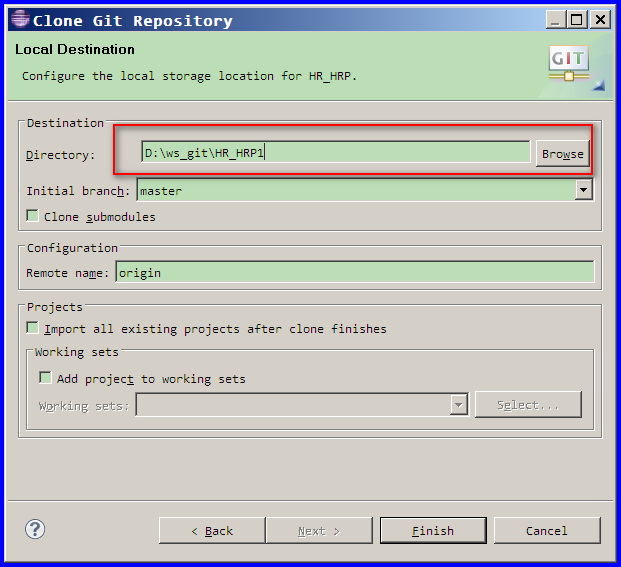 Clone Git Repository
Local Destination
Configure the local storage location for HR_HRP.
GIT
Destination
Directory: D:\ws_git\HR_HRP1 Browse
Initial branch: master
Clone submodules
Configuration
Remote name: origin
Projects
Import all existing projects after clone finishes
Working sets
Add project to working sets
Working sets: Select...
? < Back Next > Finish Cancel